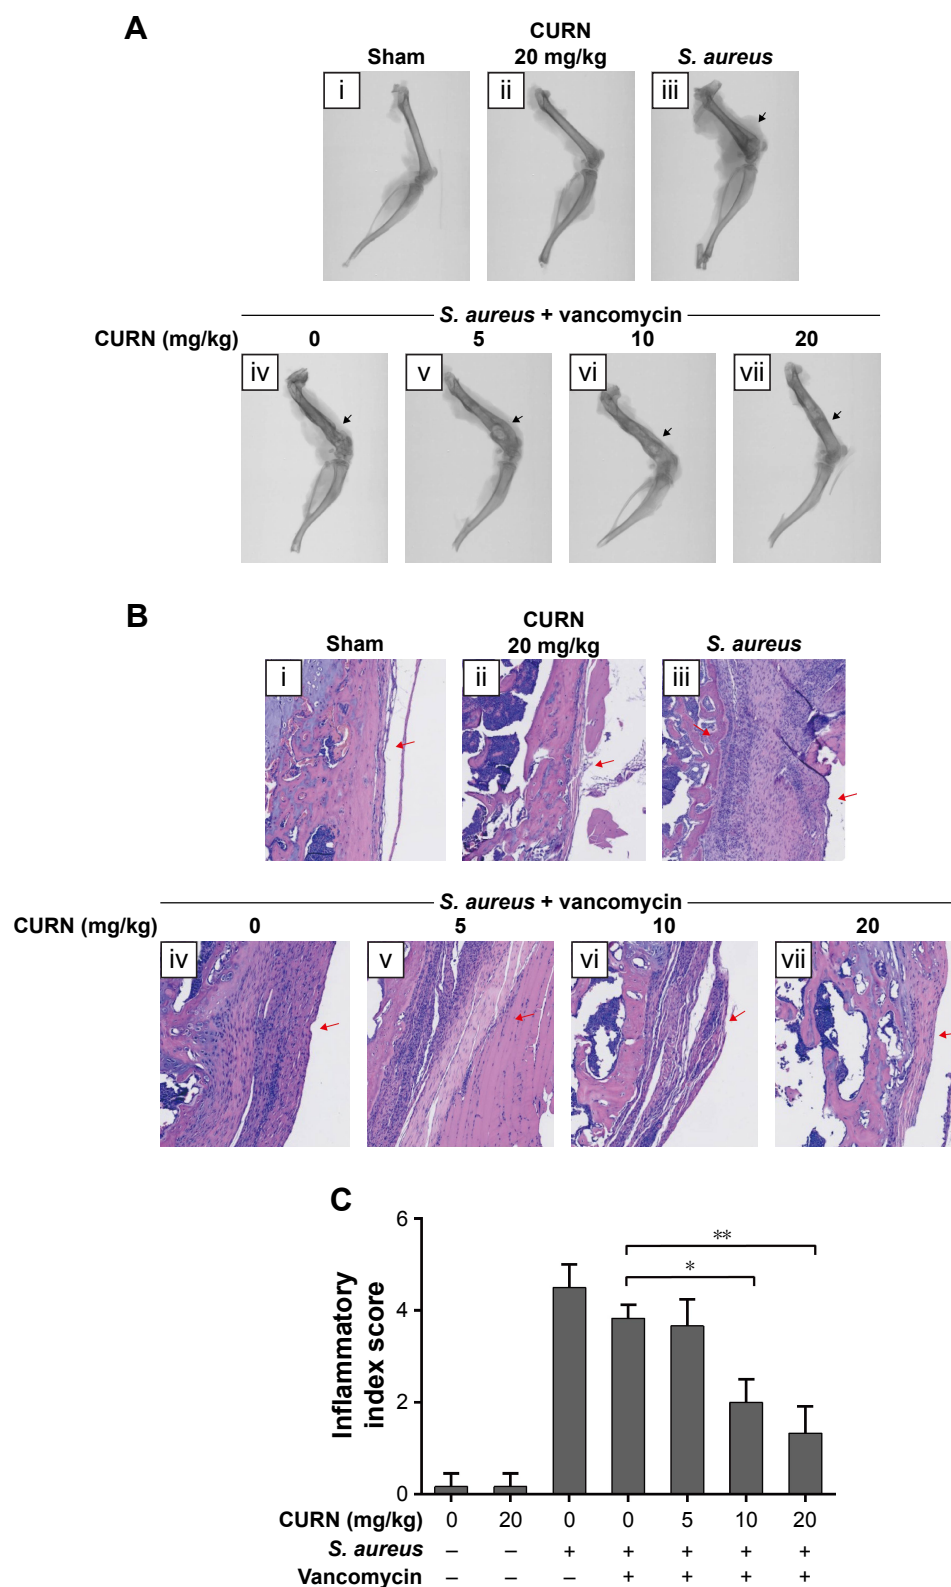 A
Sham
CURN
20 mg/kg
S. aureus
i
ii
iii
S. aureus + vancomycin
CURN (mg/kg) 0 5 10 20
iv
v
vi
vii
B
Sham
CURN
20 mg/kg
S. aureus
i
ii
iii
S. aureus + vancomycin
CURN (mg/kg) 0 5 10 20
iv
v
vi
vii
C
Inflammatory
index score
6
4
2
0
**
*
CURN (mg/kg) 0 20 0 0 5 10 20
S. aureus – – + + + + +
Vancomycin – – – + + + +